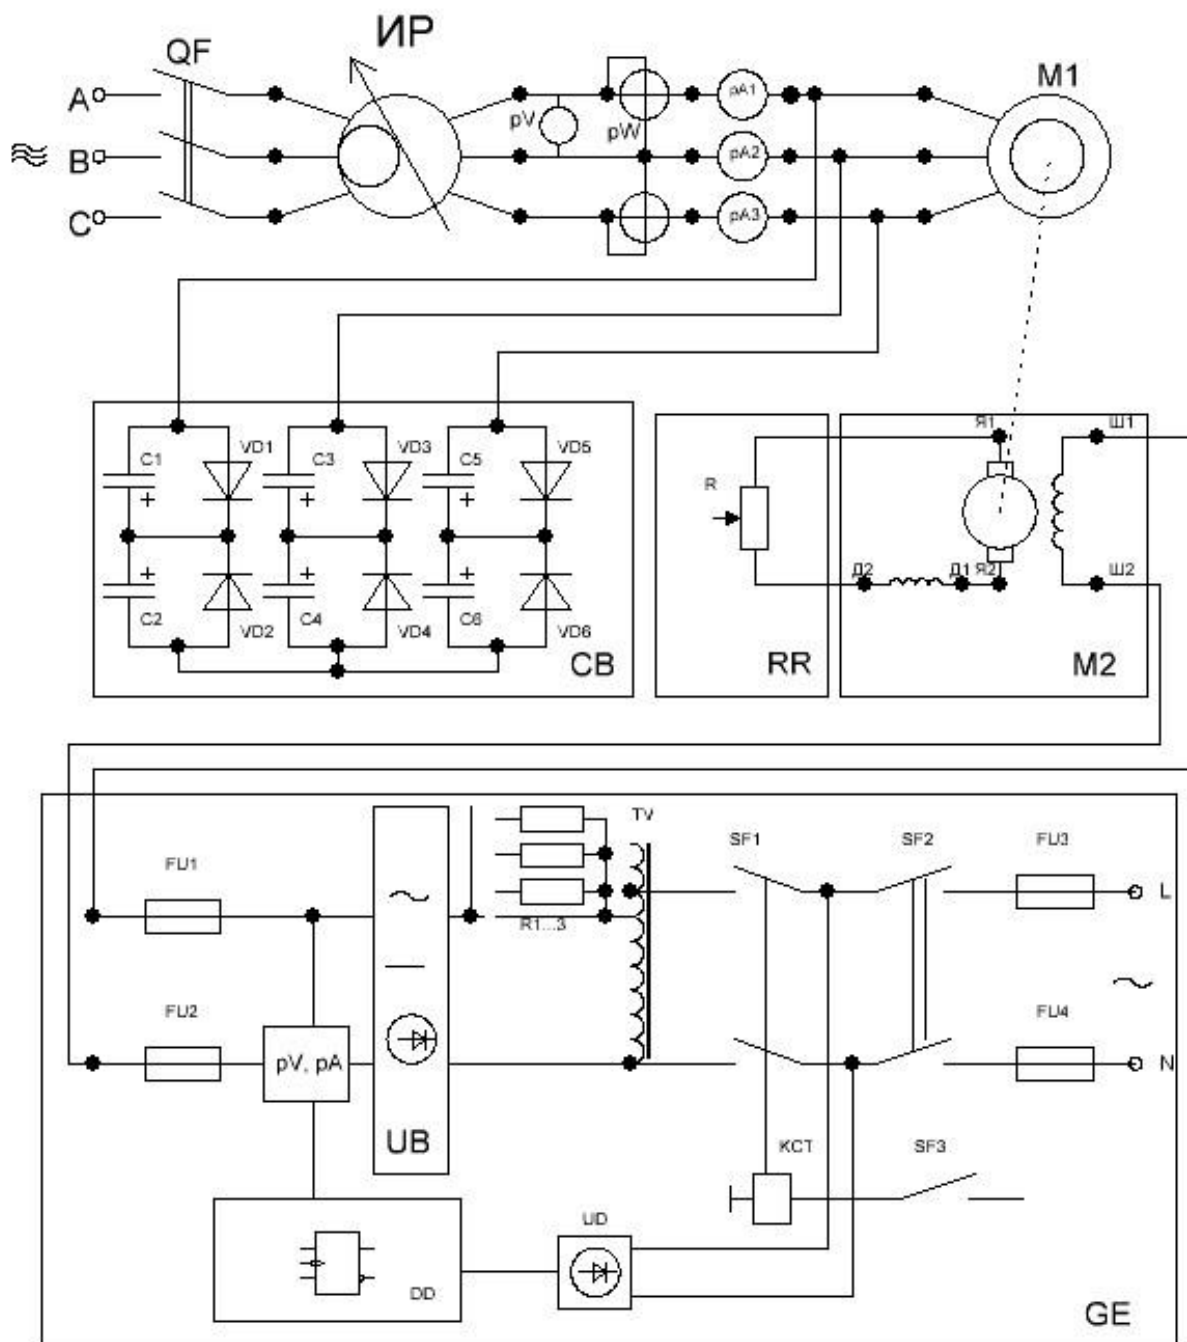 ИР
QF
M1
A
pV
pW
pA1
B
pA2
C
pA3
Я1
Ш1
C1
VD1
C3
VD3
C5
VD5
R
Д2
Д1
Я2
Ш2
C2
VD2
C4
VD4
C6
VD6
CB
RR
M2
TV
SF1
SF2
FU3
FU1
L
R1...3
FU2
FU4
pV, pA
N
UB
KCT
SF3
UD
DD
GE